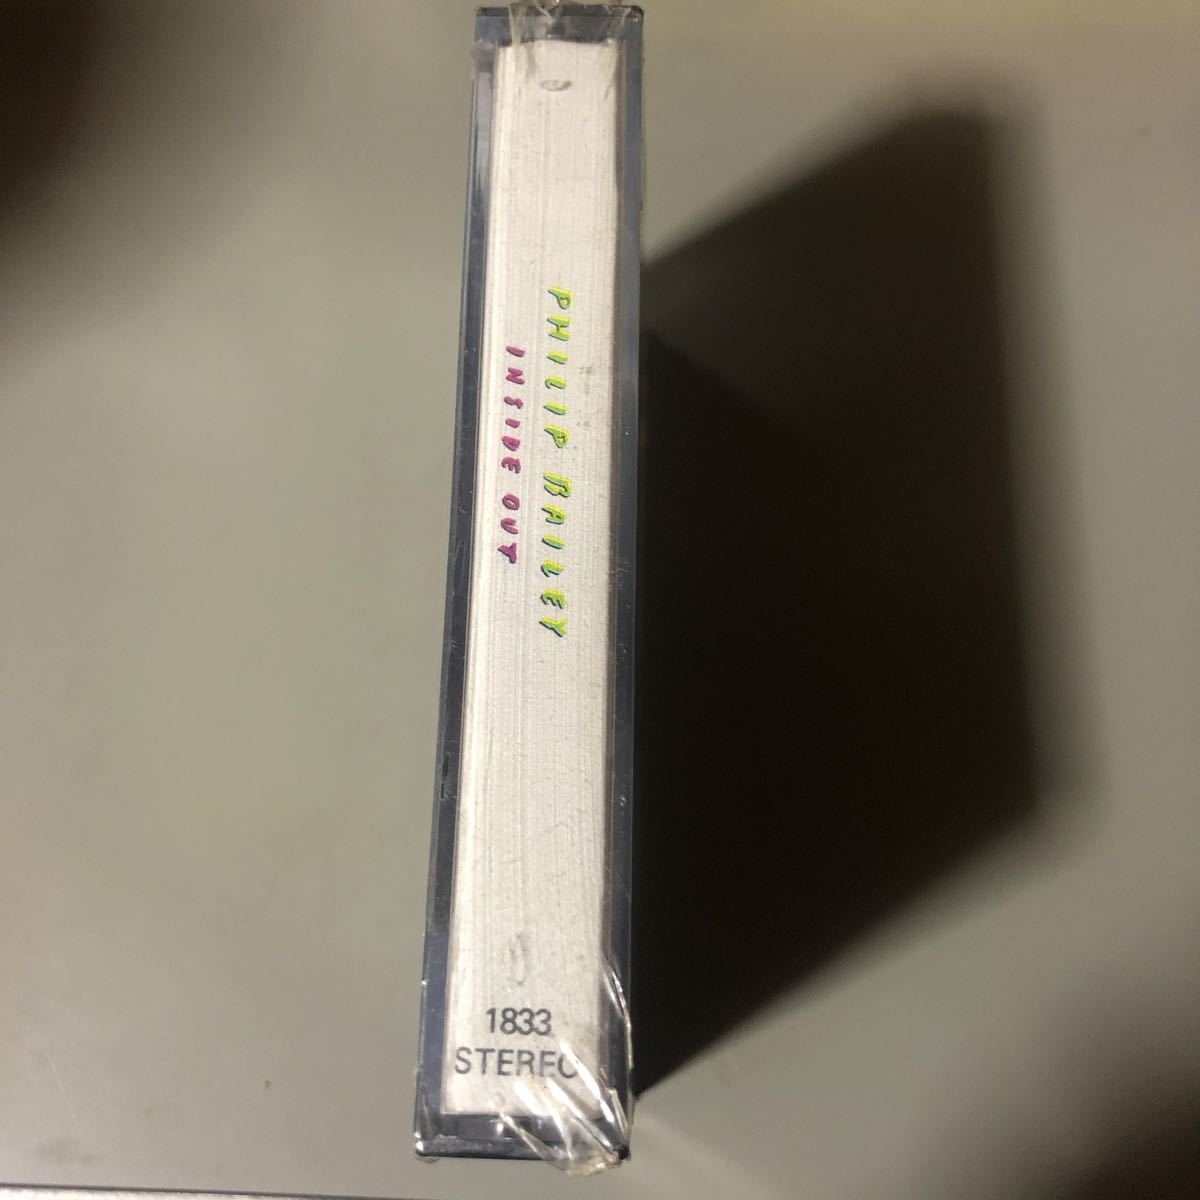 PHILIP BAILEY
INSIDE OUT
1833
STEREO